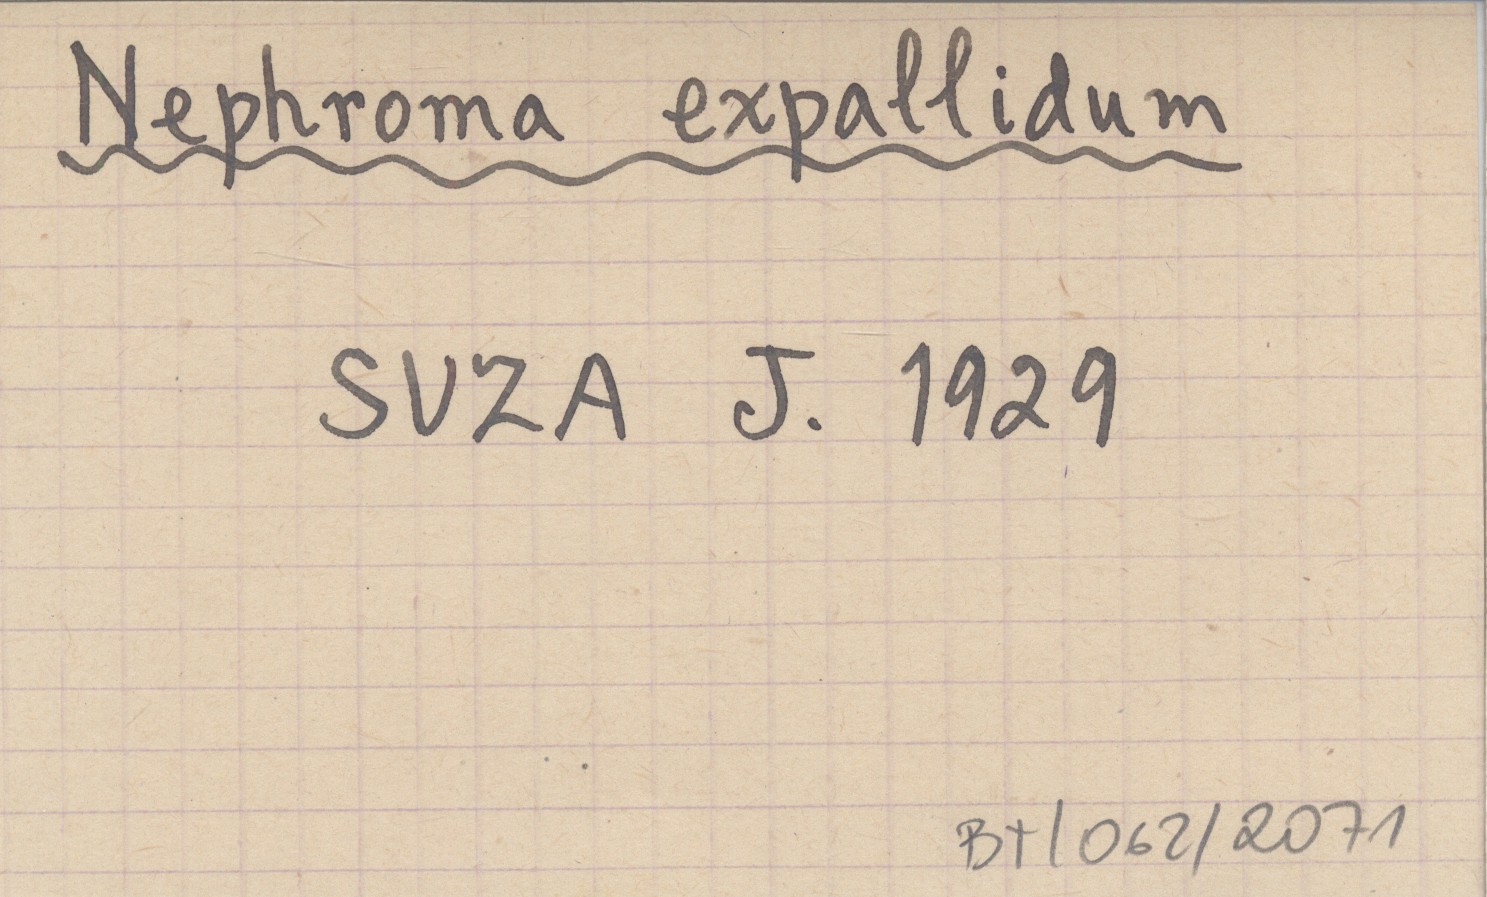 Nephroma expallidum
SUZA J. 1929
BT/062/2071